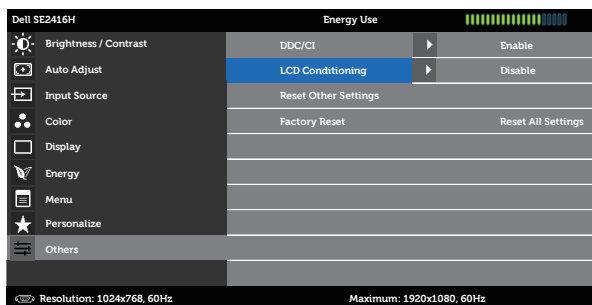 Dell SE2416H Energy Use
Brightness / Contrast DDC/CI Enable
Auto Adjust LCD Conditioning Disable
Input Source Reset Other Settings
Color Factory Reset Reset All Settings
Display
Energy
Menu
Personalize
Others
Resolution: 1024x768, 60Hz Maximum: 1920x1080, 60Hz